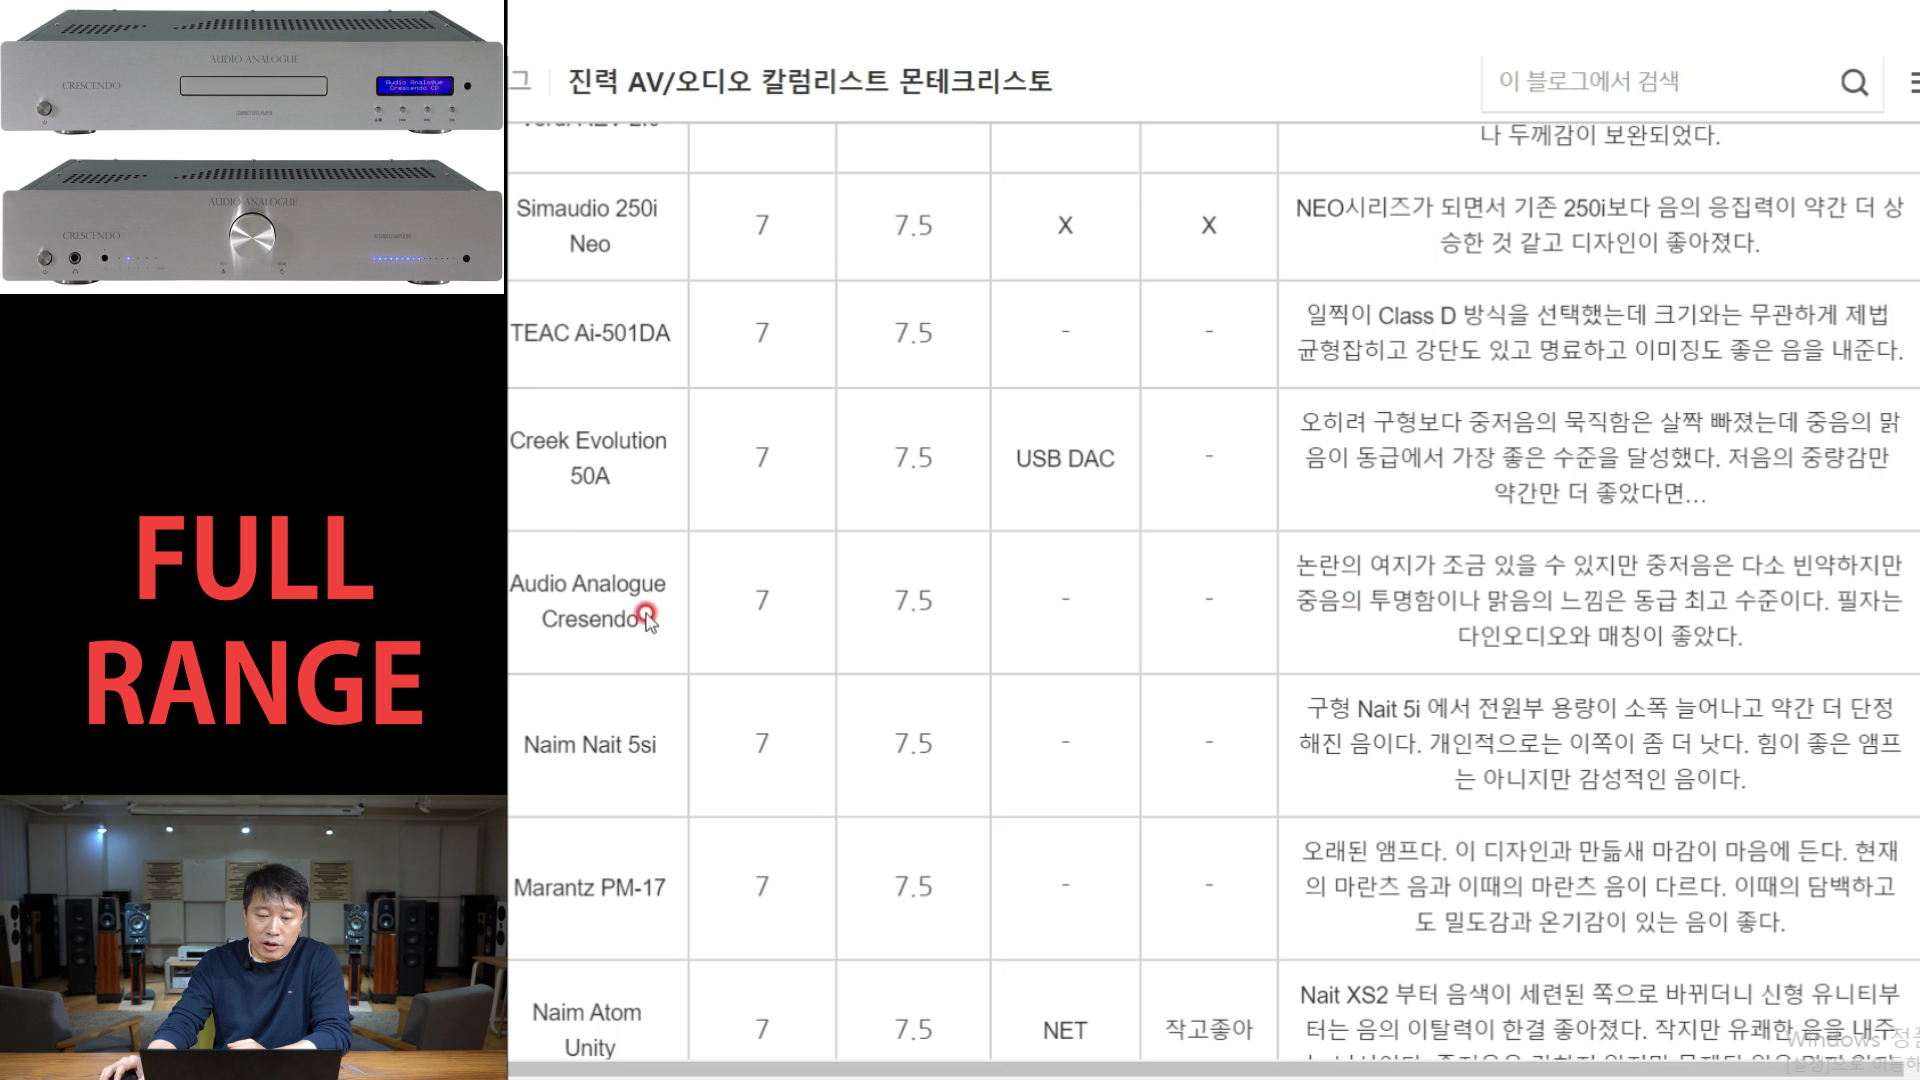 AUDIO ANALOGUE
CRESCENDO
Audio Analogue
Crescendo CD
COMPACT DISC PLAYER
AUDIO ANALOGUE
CRESCENDO
INTEGRATED AMPLIFIER
FULL
RANGE
그
진력 AV/오디오 칼럼리스트 몬테크리스토
이 블로그에서 검색
나 두께감이 보완되었다.
Simaudio 250i
Neo
7
7.5
X
X
NEO시리즈가 되면서 기존 250i보다 음의 응집력이 약간 더 상
승한 것 같고 디자인이 좋아졌다.
TEAC Ai-501DA
7
7.5
-
-
일찍이 Class D 방식을 선택했는데 크기와는 무관하게 제법
균형잡히고 강단도 있고 명료하고 이미징도 좋은 음을 내준다.
Creek Evolution
50A
7
7.5
USB DAC
-
오히려 구형보다 중저음의 묵직함은 살짝 빠졌는데 중음의 맑
음이 동급에서 가장 좋은 수준을 달성했다. 저음의 중량감만
약간만 더 좋았다면...
Audio Analogue
Cresendo
7
7.5
-
-
논란의 여지가 조금 있을 수 있지만 중저음은 다소 빈약하지만
중음의 투명함이나 맑음의 느낌은 동급 최고 수준이다. 필자는
다인오디오와 매칭이 좋았다.
Naim Nait 5si
7
7.5
-
-
구형 Nait 5i 에서 전원부 용량이 소폭 늘어나고 약간 더 단정
해진 음이다. 개인적으로는 이쪽이 좀 더 낫다. 힘이 좋은 앰프
는 아니지만 감성적인 음이다.
Marantz PM-17
7
7.5
-
-
오래된 앰프다. 이 디자인과 만듦새 마감이 마음에 든다. 현재
의 마란츠 음과 이때의 마란츠 음이 다르다. 이때의 담백하고
도 밀도감과 온기감이 있는 음이 좋다.
Naim Atom
Unity
7
7.5
NET
작고좋아
Nait XS2 부터 음색이 세련된 쪽으로 바뀌더니 신형 유니티부
터는 음의 이탈력이 한결 좋아졌다. 작지만 유쾌한 음을 내주
Windows 정품